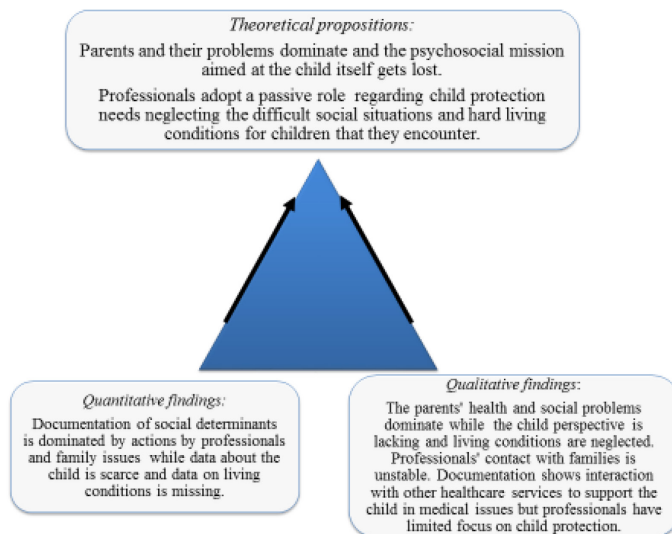 Theoretical propositions:
Parents and their problems dominate and the psychosocial mission
aimed at the child itself gets lost.
Professionals adopt a passive role regarding child protection
needs neglecting the difficult social situations and hard living
conditions for children that they encounter.
Quantitative findings:
Documentation of social determinants
is dominated by actions by professionals
and family issues while data about the
child is scarce and data on living
conditions is missing.
Qualitative findings:
The parents' health and social problems
dominate while the child perspective is
lacking and living conditions are neglected.
Professionals' contact with families is
unstable. Documentation shows interaction
with other healthcare services to support the
child in medical issues but professionals have
limited focus on child protection.